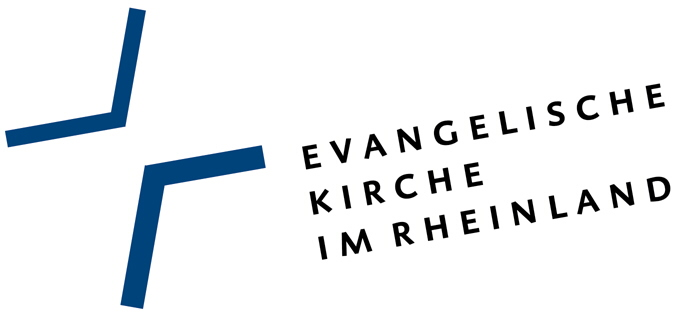 EVANGELISCHE
KIRCHE
IM RHEINLAND